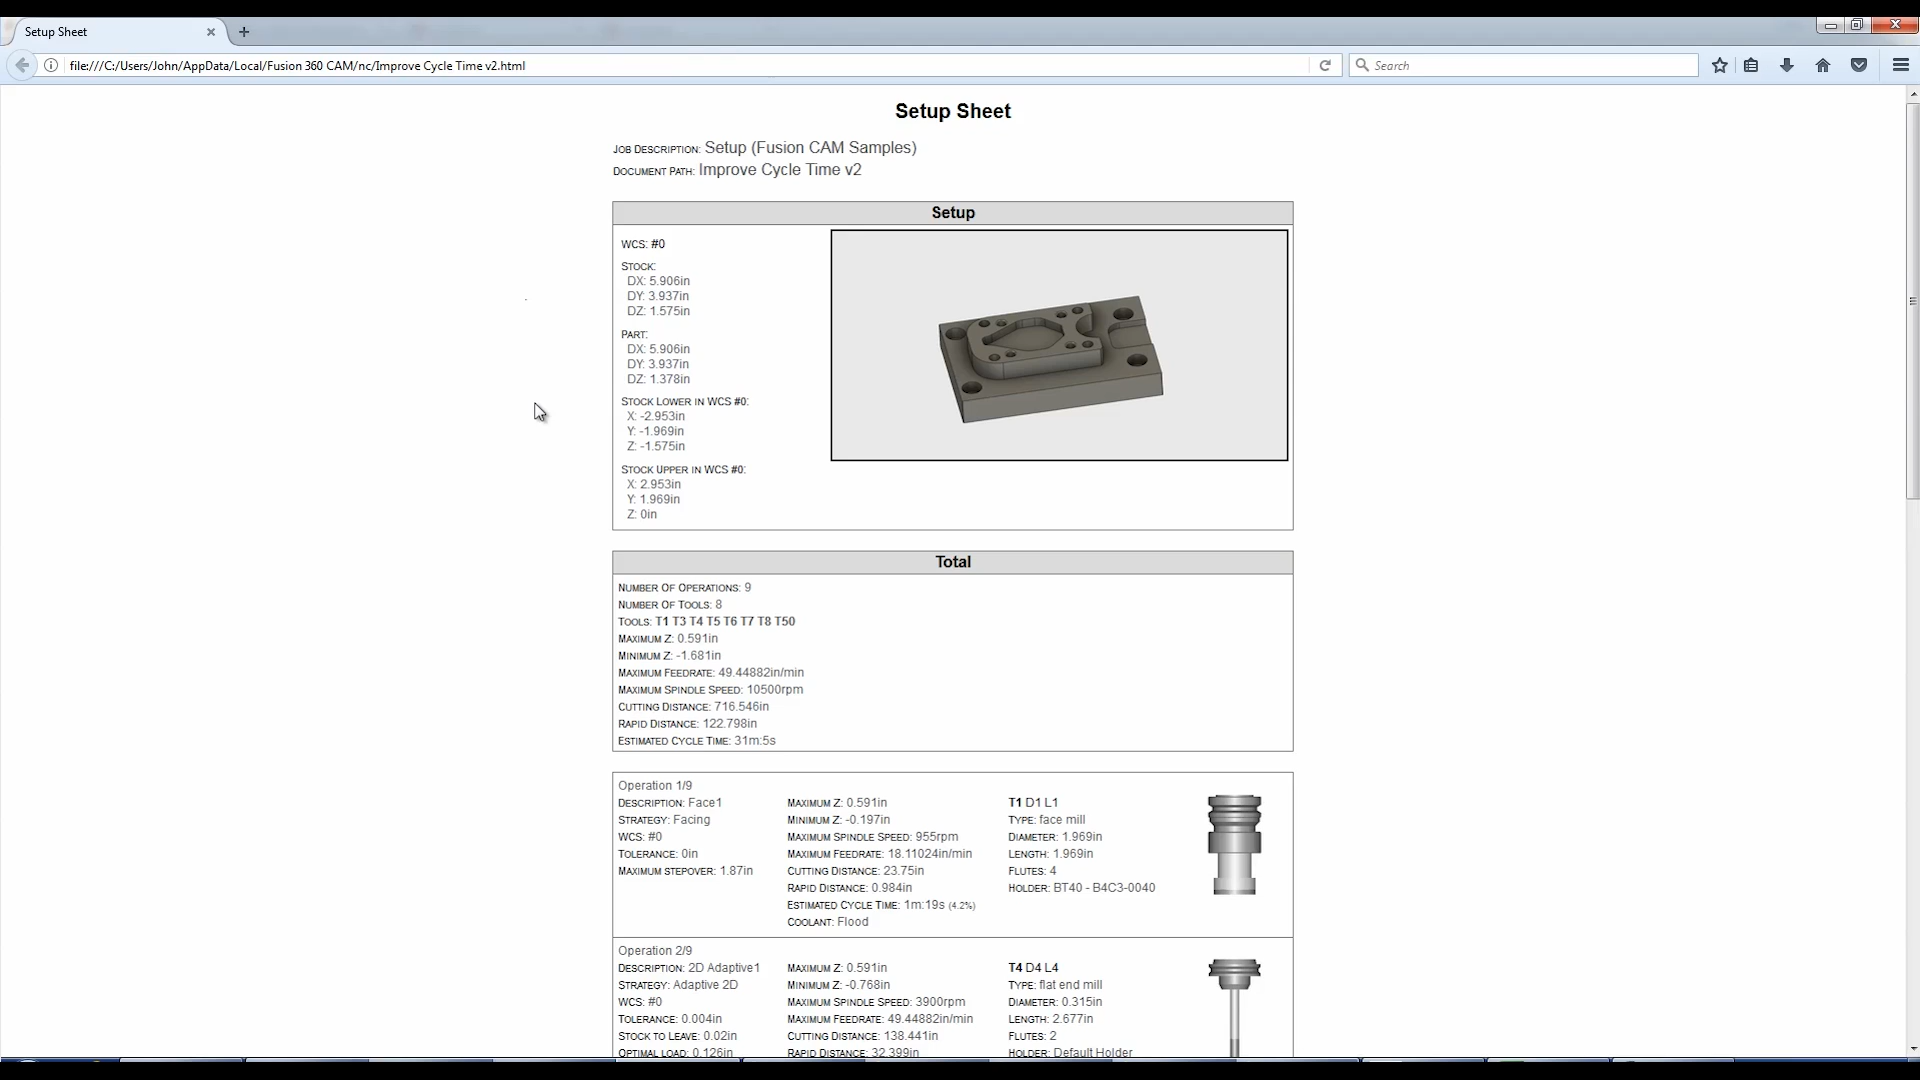 Setup Sheet
file:///C:/Users/John/AppData/Local/Fusion 360 CAM/nc/Improve Cycle Time v2.html
Search
Setup Sheet
JOB DESCRIPTION: Setup (Fusion CAM Samples)
DOCUMENT PATH: Improve Cycle Time v2
Setup
WCS: #0
STOCK:
DX: 5.906in
DY: 3.937in
DZ: 1.575in
PART:
DX: 5.906in
DY: 3.937in
DZ: 1.378in
STOCK LOWER IN WCS #0:
X: -2.953in
Y: -1.969in
Z: -1.575in
STOCK UPPER IN WCS #0:
X: 2.953in
Y: 1.969in
Z: 0in
Total
NUMBER OF OPERATIONS: 9
NUMBER OF TOOLS: 8
TOOLS: T1 T3 T4 T5 T6 T7 T8 T50
MAXIMUM Z: 0.591in
MINIMUM Z: -1.681in
MAXIMUM FEEDRATE: 49.44882in/min
MAXIMUM SPINDLE SPEED: 10500rpm
CUTTING DISTANCE: 716.546in
RAPID DISTANCE: 122.798in
ESTIMATED CYCLE TIME: 31m:5s
Operation 1/9
DESCRIPTION: Face1
STRATEGY: Facing
WCS: #0
TOLERANCE: 0in
MAXIMUM STEPOVER: 1.87in
MAXIMUM Z: 0.591in
MINIMUM Z: -0.197in
MAXIMUM SPINDLE SPEED: 955rpm
MAXIMUM FEEDRATE: 18.11024in/min
CUTTING DISTANCE: 23.75in
RAPID DISTANCE: 0.984in
ESTIMATED CYCLE TIME: 1m:19s (4.2%)
COOLANT: Flood
T1 D1 L1
TYPE: face mill
DIAMETER: 1.969in
LENGTH: 1.969in
FLUTES: 4
HOLDER: BT40 - B4C3-0040
Operation 2/9
DESCRIPTION: 2D Adaptive1
STRATEGY: Adaptive 2D
WCS: #0
TOLERANCE: 0.004in
STOCK TO LEAVE: 0.02in
OPTIMAL LOAD: 0.126in
MAXIMUM Z: 0.591in
MINIMUM Z: -0.768in
MAXIMUM SPINDLE SPEED: 3900rpm
MAXIMUM FEEDRATE: 49.44882in/min
CUTTING DISTANCE: 138.441in
RAPID DISTANCE: 32.399in
T4 D4 L4
TYPE: flat end mill
DIAMETER: 0.315in
LENGTH: 2.677in
FLUTES: 2
HOLDER: Default Holder